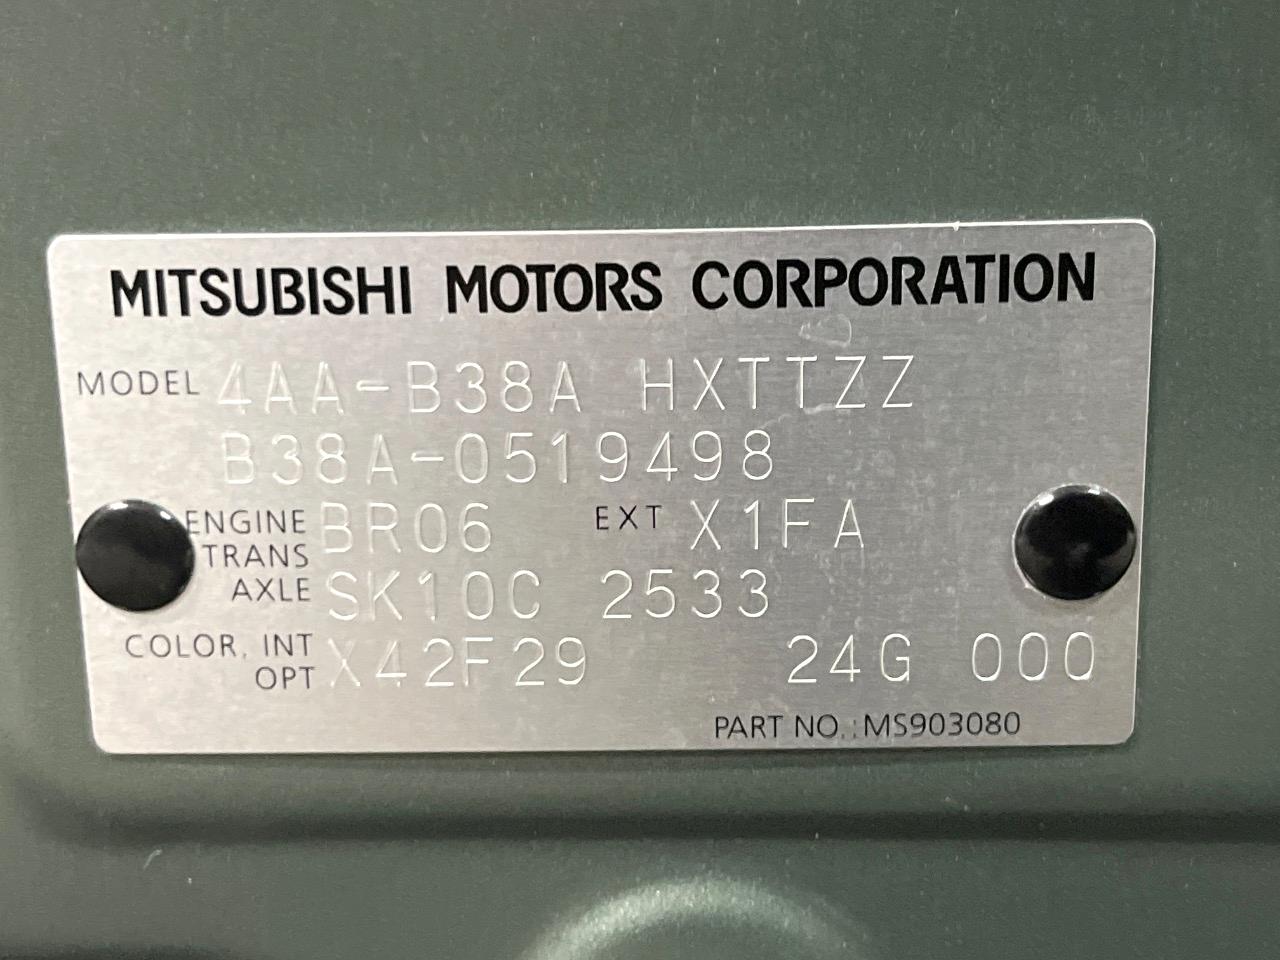 MITSUBISHI MOTORS CORPORATION
MODEL 4AA-B38A HXTTZZ
B38A-0519498
ENGINE BR06 EXT X1FA
TRANS
AXLE SK10C 2533
COLOR, INT
OPT X42F29 24G 000
PART NO.:MS903080